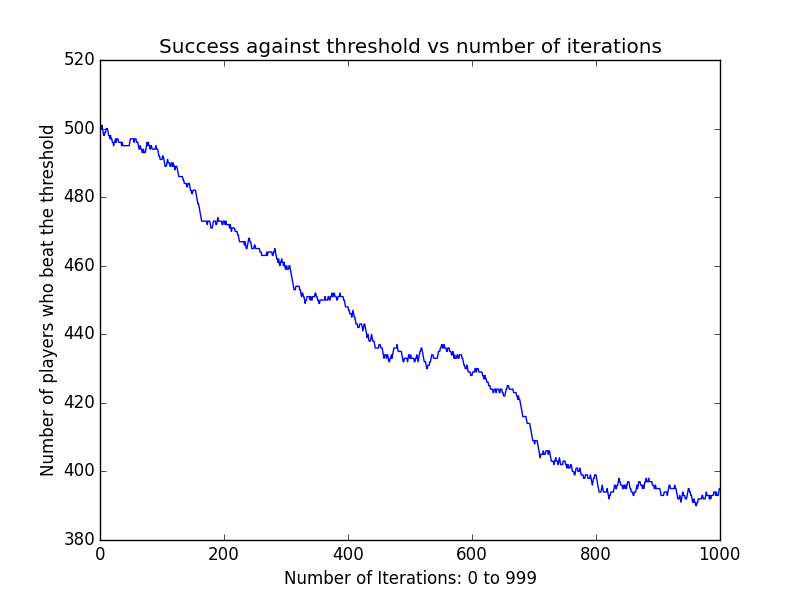 Success against threshold vs number of iterations
520
500
480
460
440
420
400
380
Number of players who beat the threshold
0 200 400 600 800 1000
Number of Iterations: 0 to 999